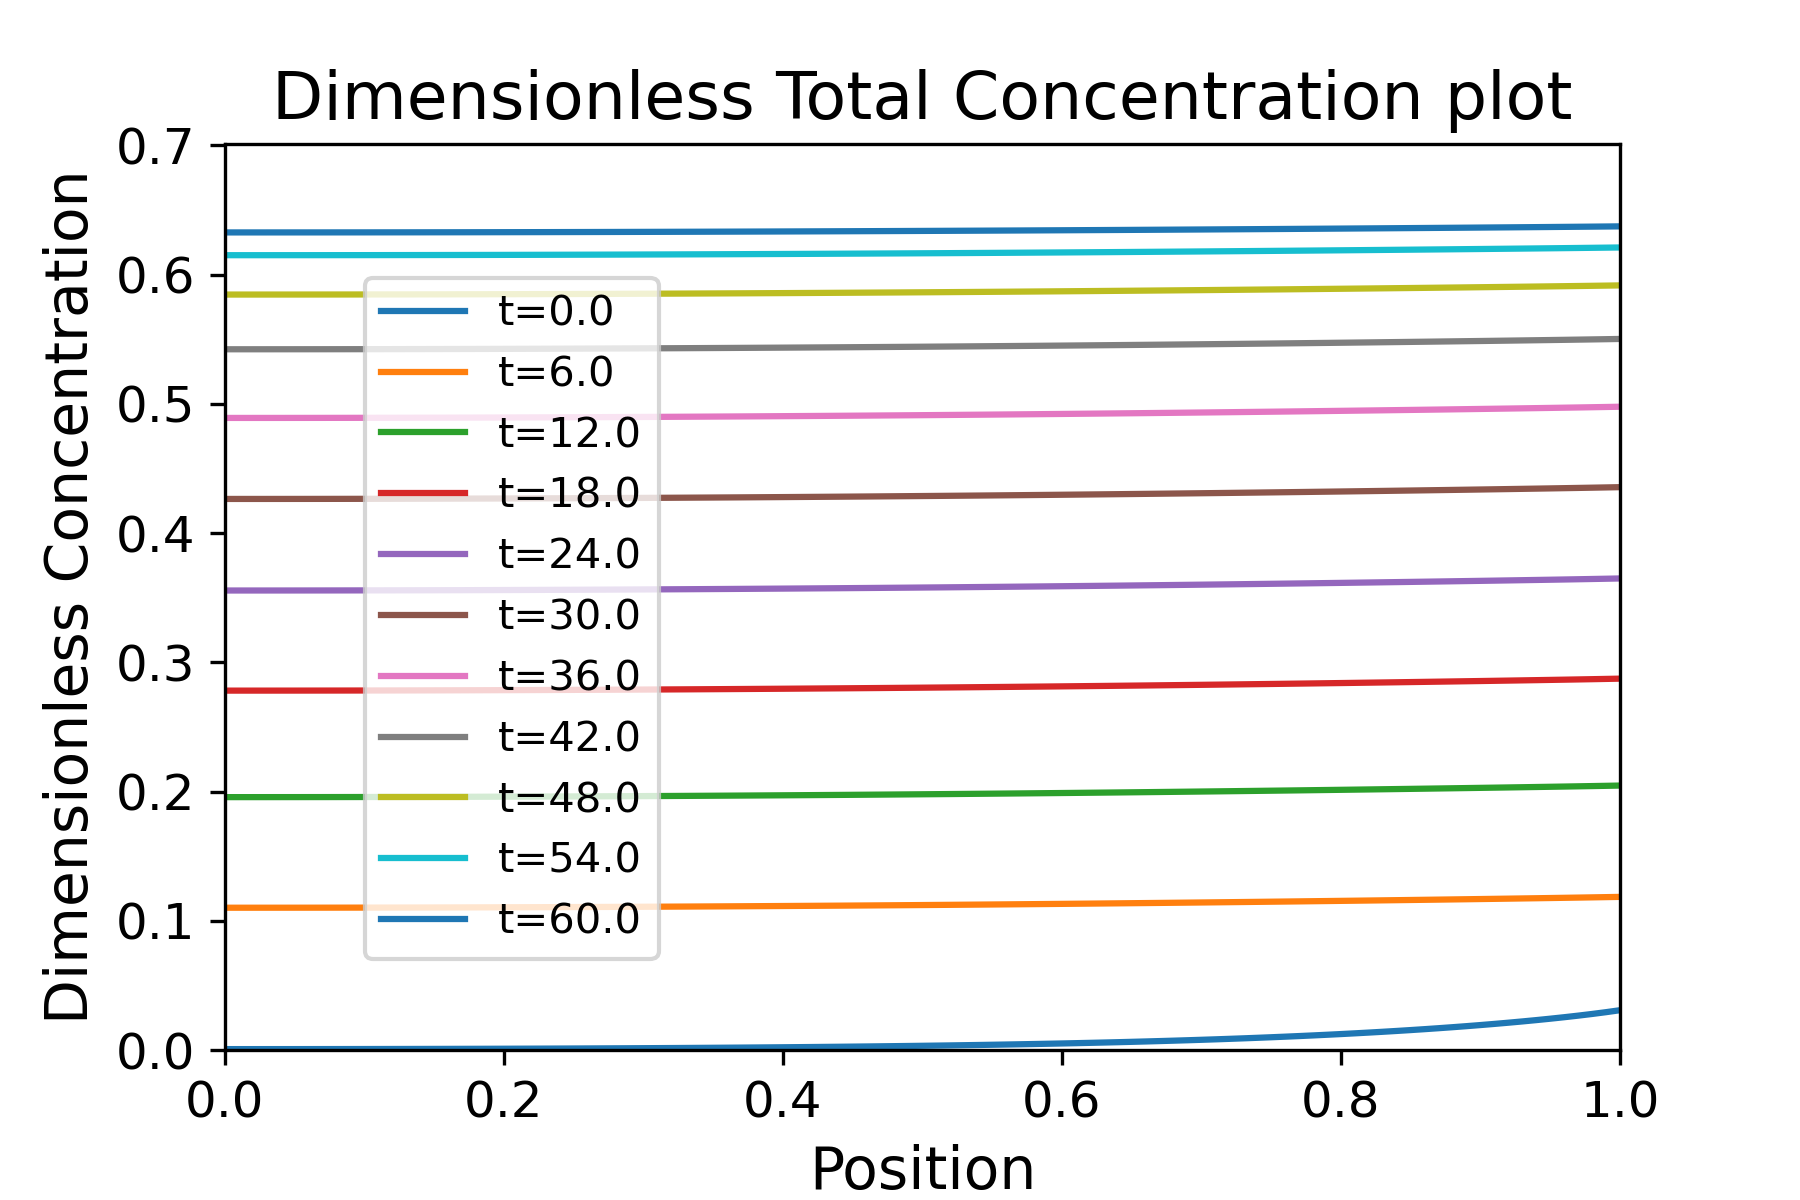 Dimensionless Total Concentration plot
Dimensionless Concentration
0.7
0.6
0.5
0.4
0.3
0.2
0.1
0.0
t=0.0
t=6.0
t=12.0
t=18.0
t=24.0
t=30.0
t=36.0
t=42.0
t=48.0
t=54.0
t=60.0
0.0 0.2 0.4 0.6 0.8 1.0
Position